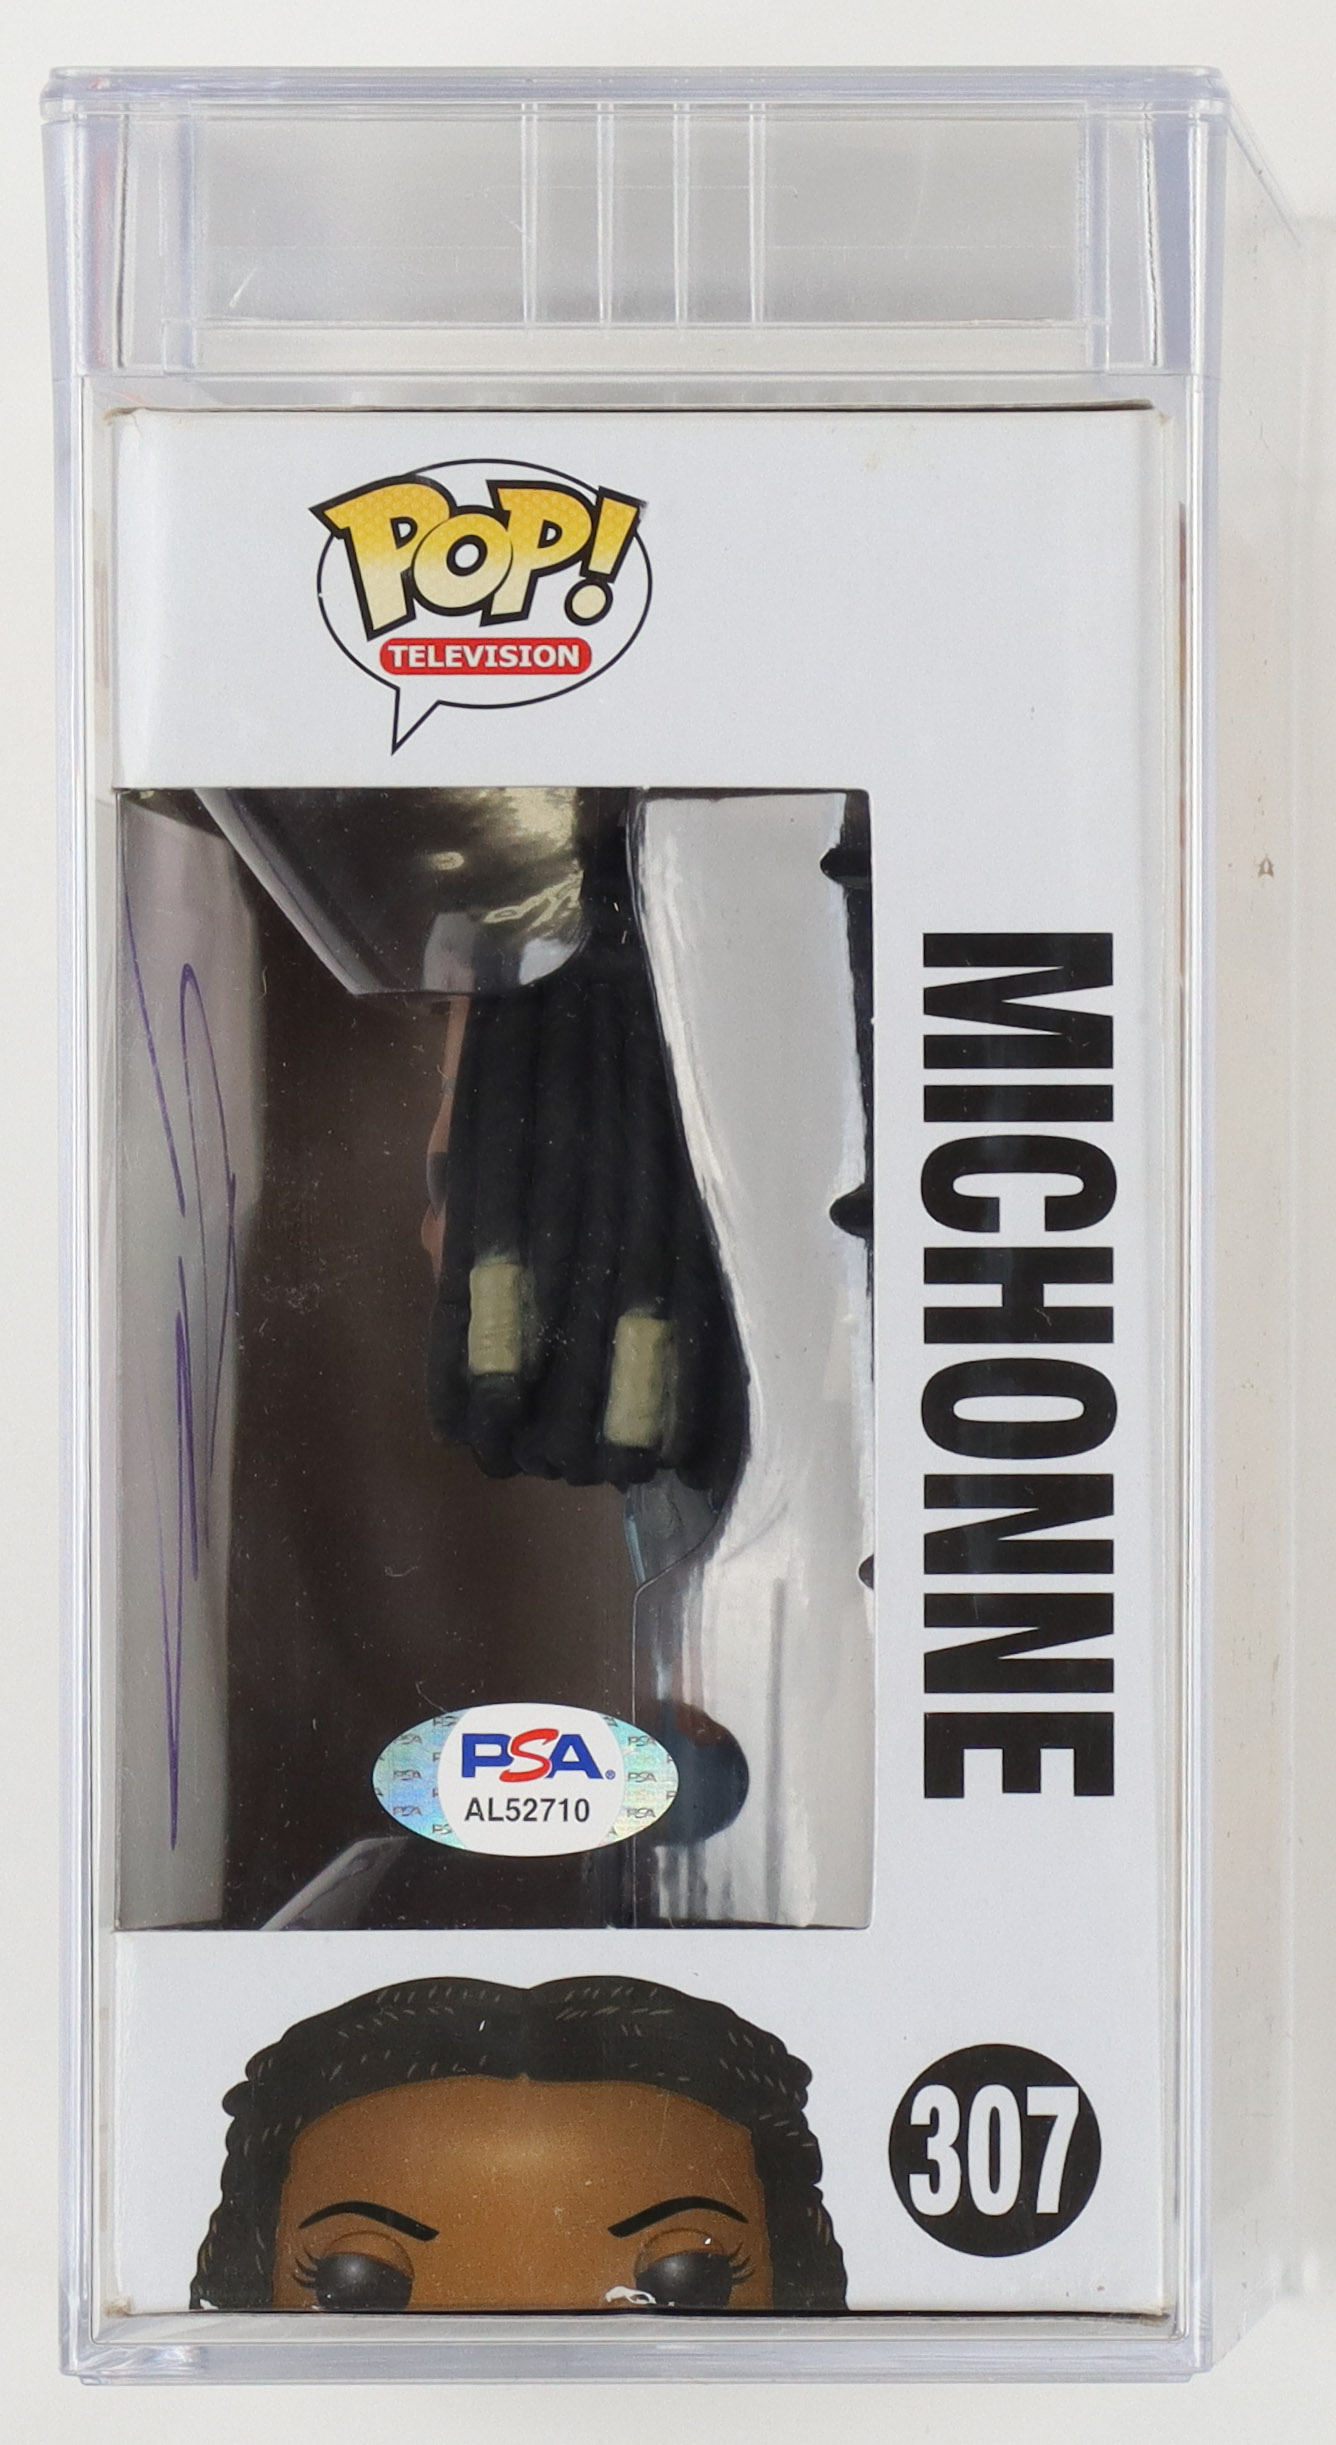 POP!
TELEVISION
MICHONNE
PSA
AL52710
307